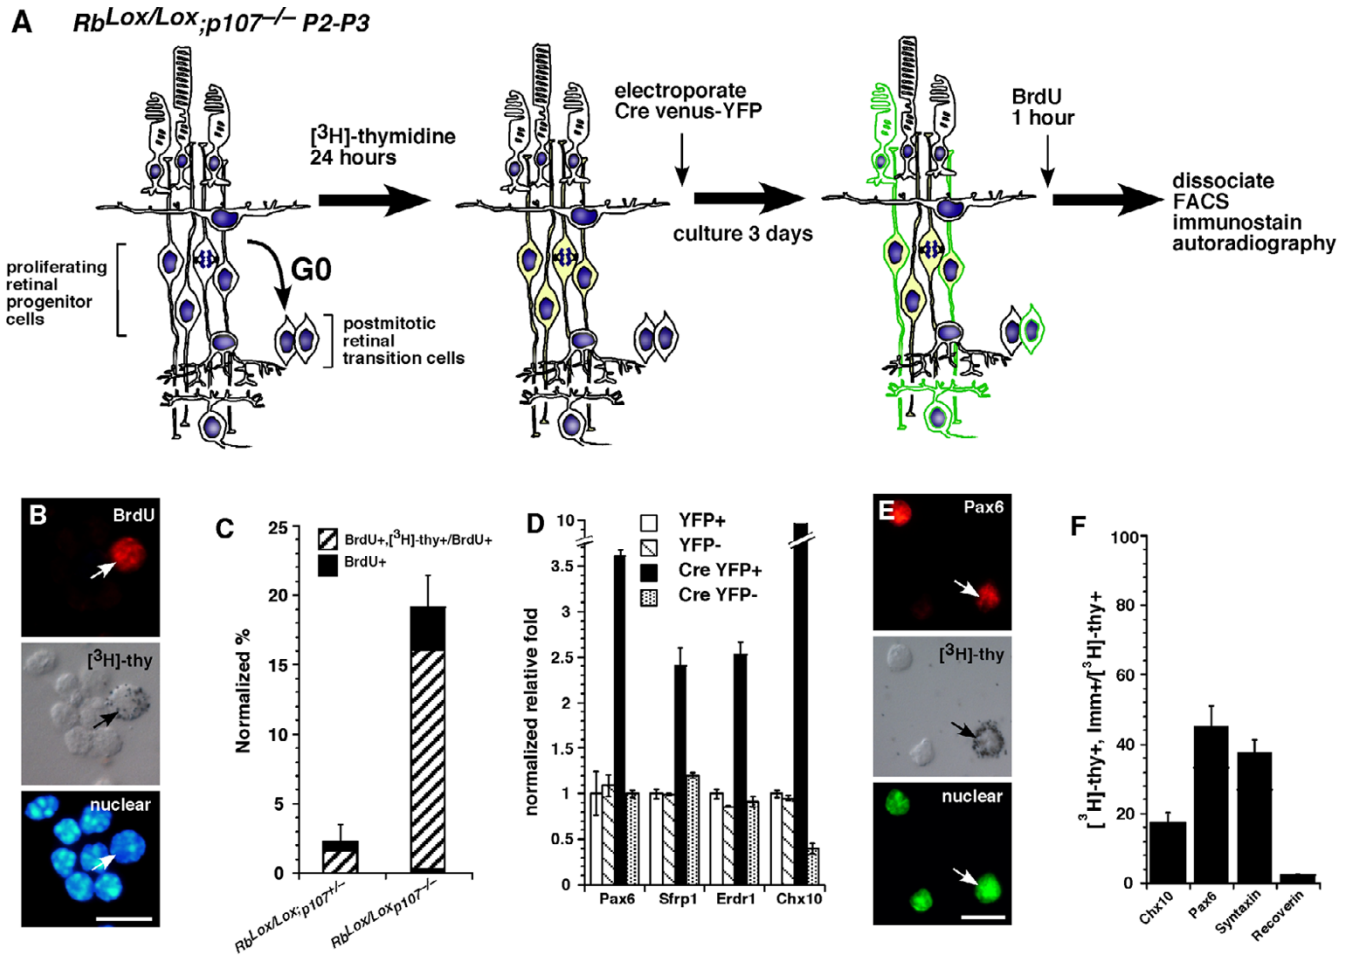 A
Rb^Lox/Lox;p107–/– P2-P3
[³H]-thymidine
24 hours
electroporate
Cre venus-YFP
culture 3 days
BrdU
1 hour
dissociate
FACS
immunostain
autoradiography
proliferating
retinal
progenitor
cells
G0
postmitotic
retinal
transition cells
B
BrdU
[³H]-thy
nuclear
C
Normalized %
25
20
15
10
5
0
BrdU+,[³H]-thy+/BrdU+
BrdU+
RbLox/Lox;p107+/–
RbLox/Loxp107–/–
D
normalized relative fold
10
3.5
3
2.5
2
1.5
1
0.5
0
YFP+
YFP-
Cre YFP+
Cre YFP-
Pax6 Sfrp1 Erdr1 Chx10
E
Pax6
[³H]-thy
nuclear
F
[³H]-thy+, Imm+/[³H]-thy+
100
80
60
40
20
0
Chx10
Pax6
Syntaxin
Recoverin